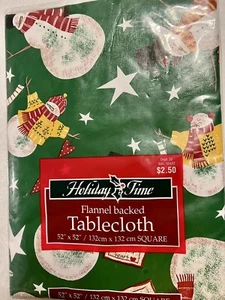 $2.50
Holiday Time
Flannel backed
Tablecloth
52" x 52" / 132cm x 132 cm SQUARE
52" x 52" / 132 cm x 132 cm SQUARE